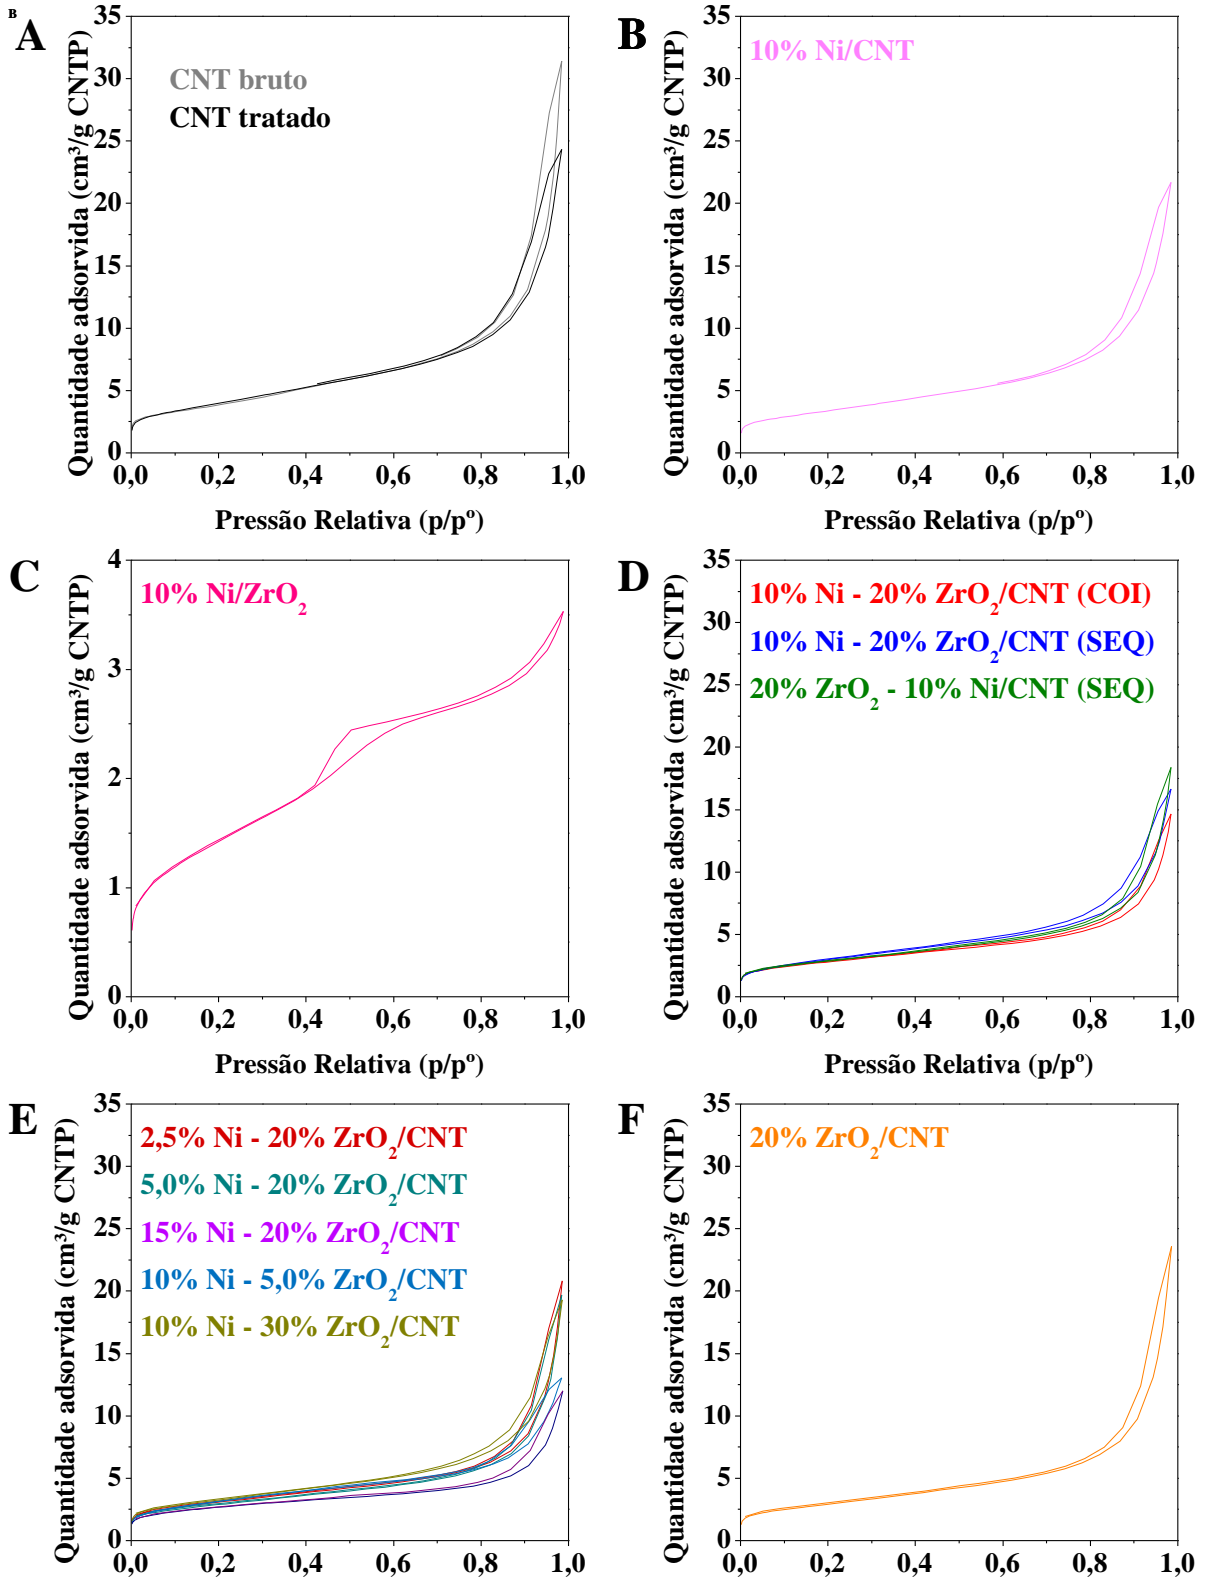 B
A
CNT bruto
CNT tratado
Quantidade adsorvida (cm³/g CNTP)
35
30
25
20
15
10
5
0
0,0 0,2 0,4 0,6 0,8 1,0
Pressão Relativa (p/pº)
B
10% Ni/CNT
Quantidade adsorvida (cm³/g CNTP)
35
30
25
20
15
10
5
0
0,0 0,2 0,4 0,6 0,8 1,0
Pressão Relativa (p/pº)
C
10% Ni/ZrO₂
Quantidade adsorvida (cm³/g CNTP)
4
3
2
1
0
0,0 0,2 0,4 0,6 0,8 1,0
Pressão Relativa (p/pº)
D
10% Ni - 20% ZrO₂/CNT (COI)
10% Ni - 20% ZrO₂/CNT (SEQ)
20% ZrO₂ - 10% Ni/CNT (SEQ)
Quantidade adsorvida (cm³/g CNTP)
35
30
25
20
15
10
5
0
0,0 0,2 0,4 0,6 0,8 1,0
Pressão Relativa (p/pº)
E
2,5% Ni - 20% ZrO₂/CNT
5,0% Ni - 20% ZrO₂/CNT
15% Ni - 20% ZrO₂/CNT
10% Ni - 5,0% ZrO₂/CNT
10% Ni - 30% ZrO₂/CNT
Quantidade adsorvida (cm³/g CNTP)
35
30
25
20
15
10
5
0
0,0 0,2 0,4 0,6 0,8 1,0
Pressão Relativa (p/pº)
F
20% ZrO₂/CNT
Quantidade adsorvida (cm³/g CNTP)
35
30
25
20
15
10
5
0
0,0 0,2 0,4 0,6 0,8 1,0
Pressão Relativa (p/pº)